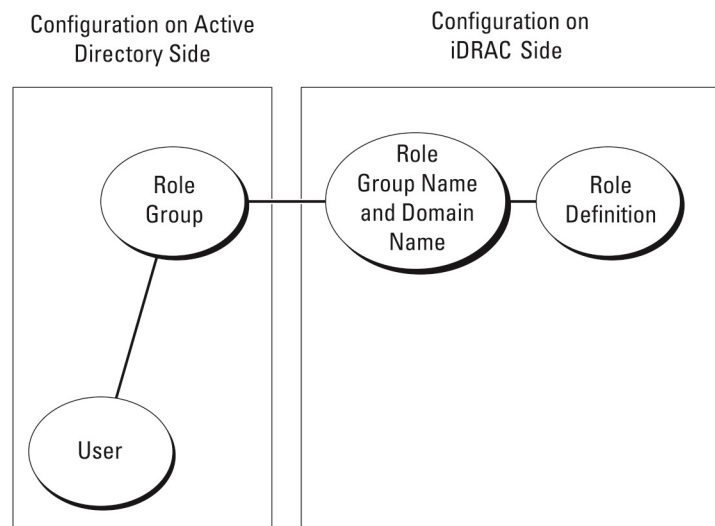 Configuration on Active
Directory Side
Configuration on
iDRAC Side
Role
Group
Role
Group Name
and Domain
Name
Role
Definition
User